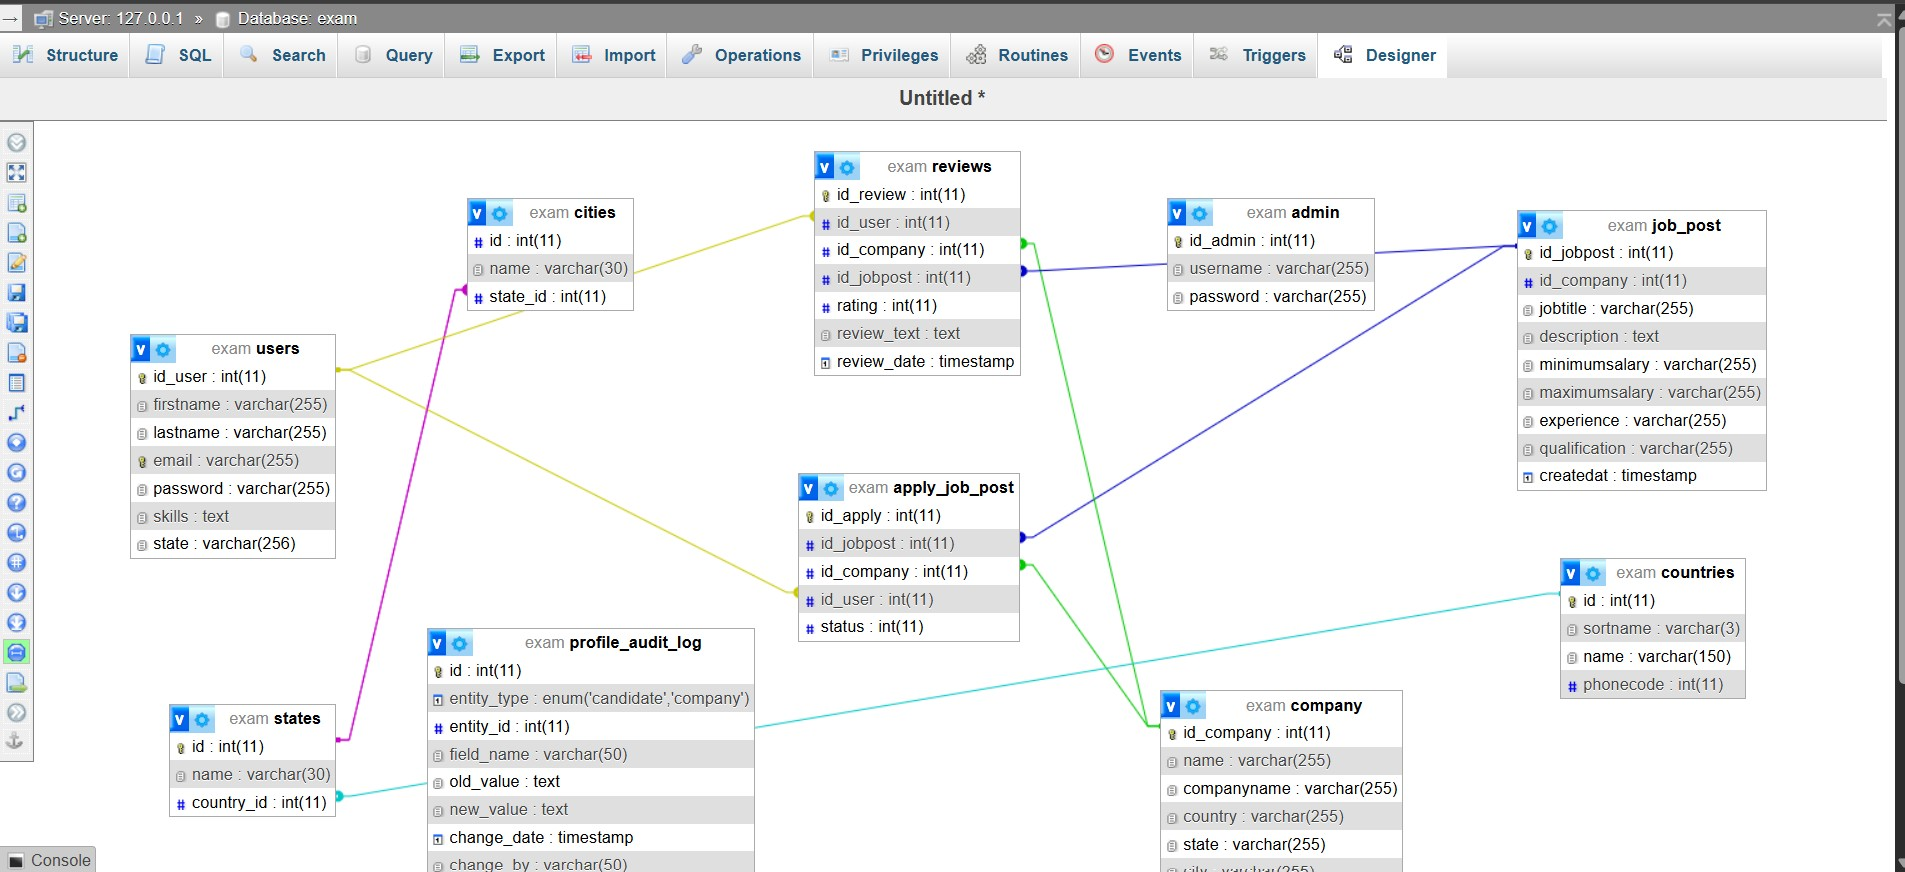 Server: 127.0.0.1 » Database: exam
Structure SQL Search Query Export Import Operations Privileges Routines Events Triggers Designer
Untitled *
exam cities
id : int(11)
name : varchar(30)
state_id : int(11)
exam reviews
id_review : int(11)
id_user : int(11)
id_company : int(11)
id_jobpost : int(11)
rating : int(11)
review_text : text
review_date : timestamp
exam admin
id_admin : int(11)
username : varchar(255)
password : varchar(255)
exam job_post
id_jobpost : int(11)
id_company : int(11)
jobtitle : varchar(255)
description : text
minimumsalary : varchar(255)
maximumsalary : varchar(255)
experience : varchar(255)
qualification : varchar(255)
createdat : timestamp
exam users
id_user : int(11)
firstname : varchar(255)
lastname : varchar(255)
email : varchar(255)
password : varchar(255)
skills : text
state : varchar(256)
exam apply_job_post
id_apply : int(11)
id_jobpost : int(11)
id_company : int(11)
id_user : int(11)
status : int(11)
exam countries
id : int(11)
sortname : varchar(3)
name : varchar(150)
phonecode : int(11)
exam profile_audit_log
id : int(11)
entity_type : enum('candidate','company')
entity_id : int(11)
field_name : varchar(50)
old_value : text
new_value : text
change_date : timestamp
change_by : varchar(50)
exam states
id : int(11)
name : varchar(30)
country_id : int(11)
exam company
id_company : int(11)
name : varchar(255)
companyname : varchar(255)
country : varchar(255)
state : varchar(255)
city : varchar(255)
Console